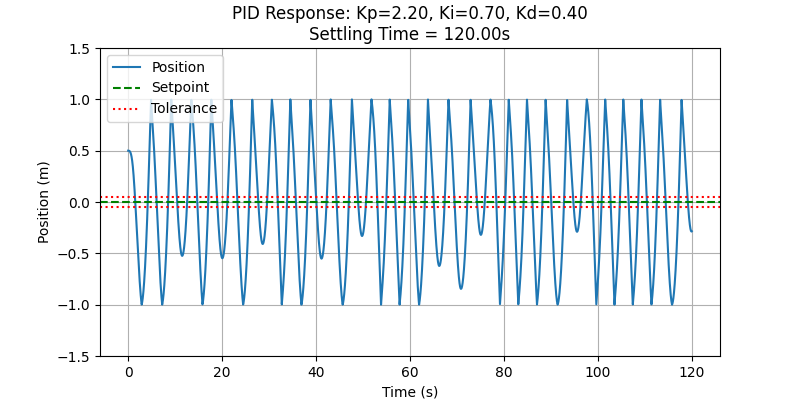 PID Response: Kp=2.20, Ki=0.70, Kd=0.40
Settling Time = 120.00s
Position
Setpoint
Tolerance
1.5
1.0
0.5
0.0
−0.5
−1.0
−1.5
Position (m)
0
20
40
60
80
100
120
Time (s)